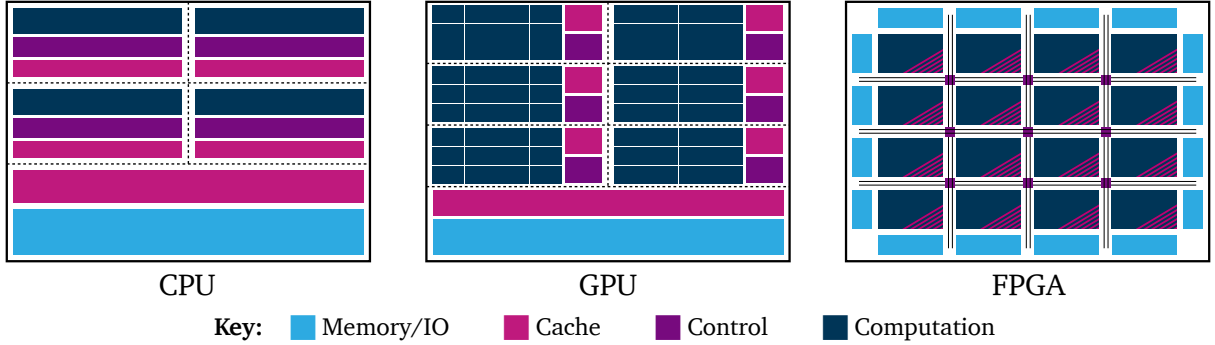 CPU
GPU
FPGA
Key: Memory/IO Cache Control Computation